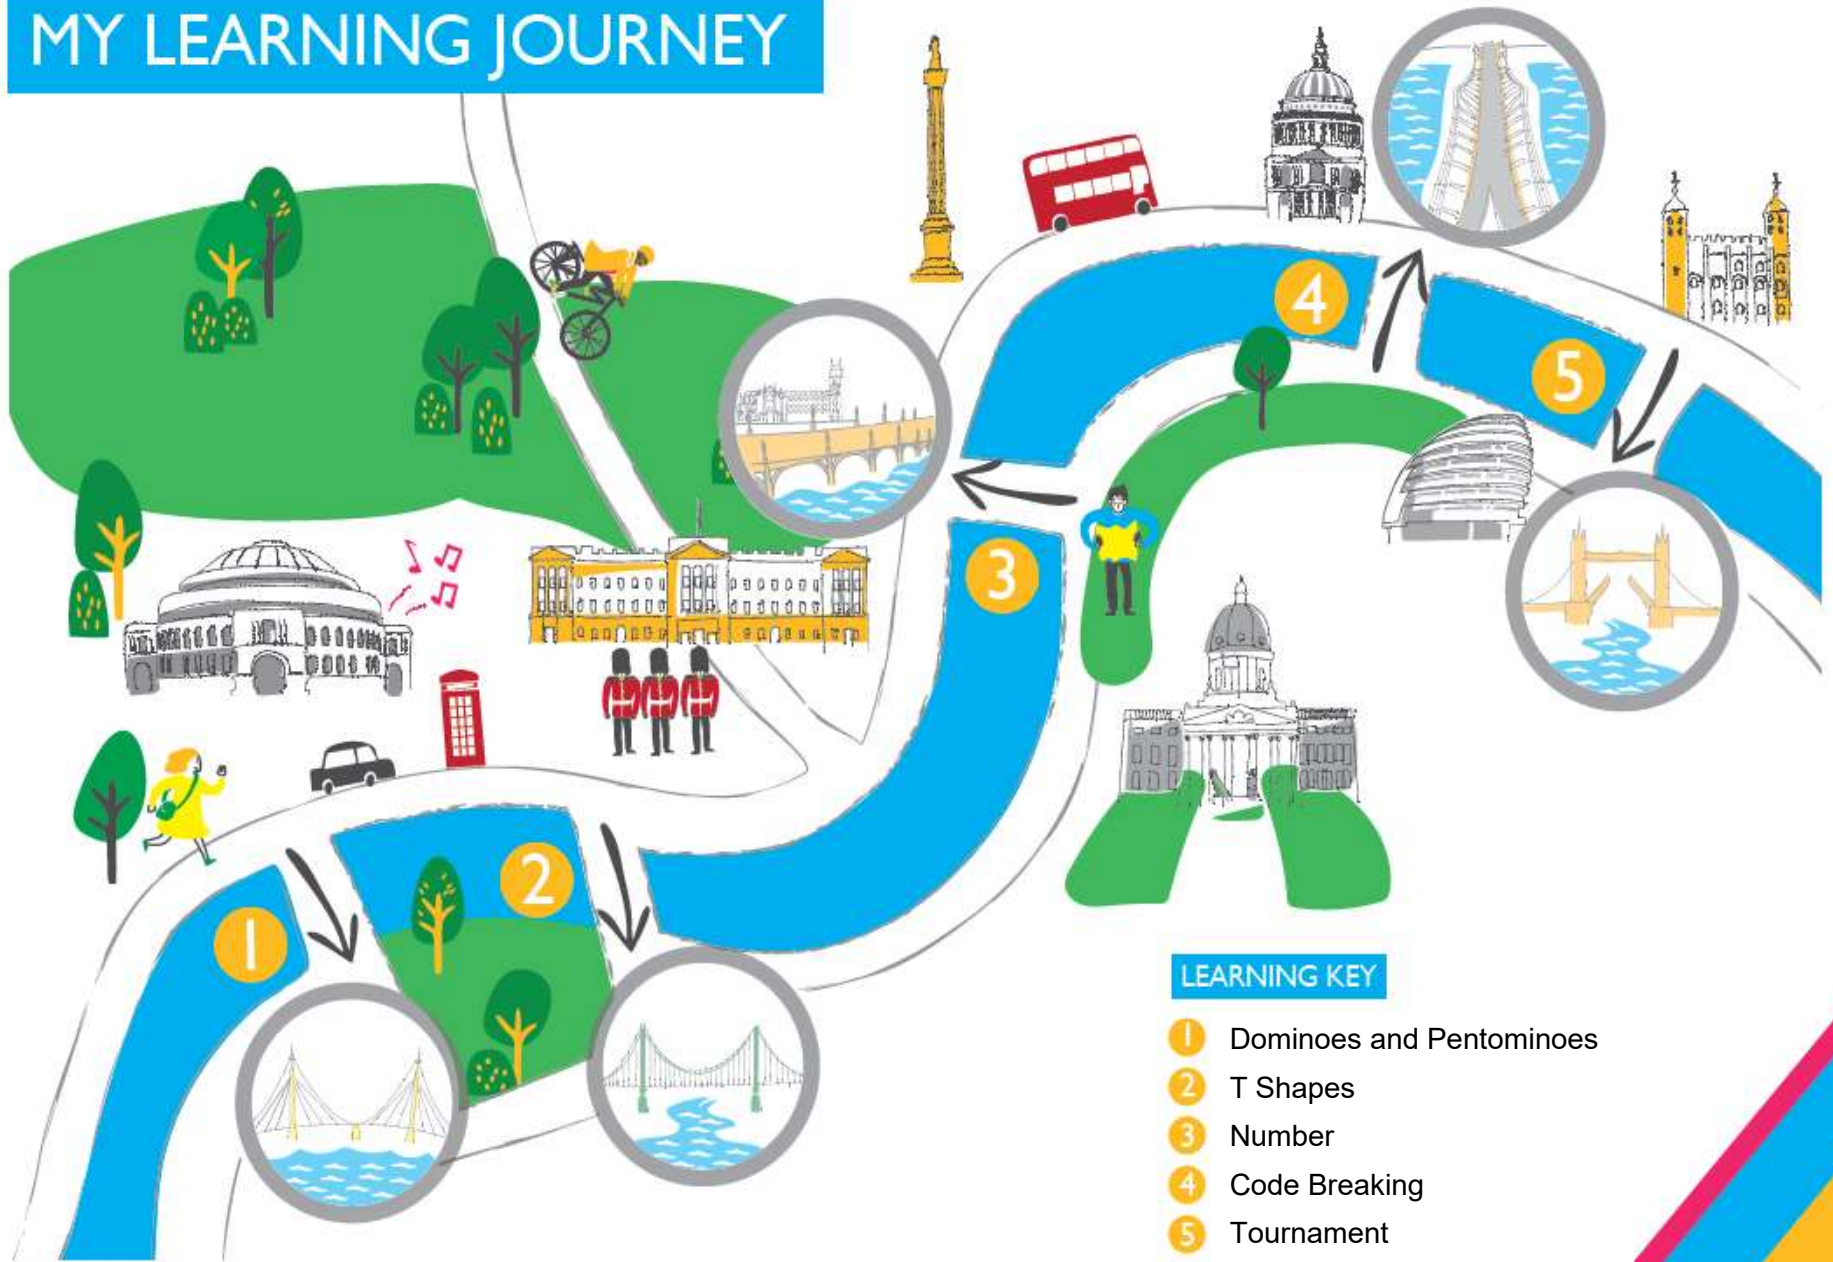 MY LEARNING JOURNEY
4
5
3
2
1
LEARNING KEY
1 Dominoes and Pentominoes
2 T Shapes
3 Number
4 Code Breaking
5 Tournament